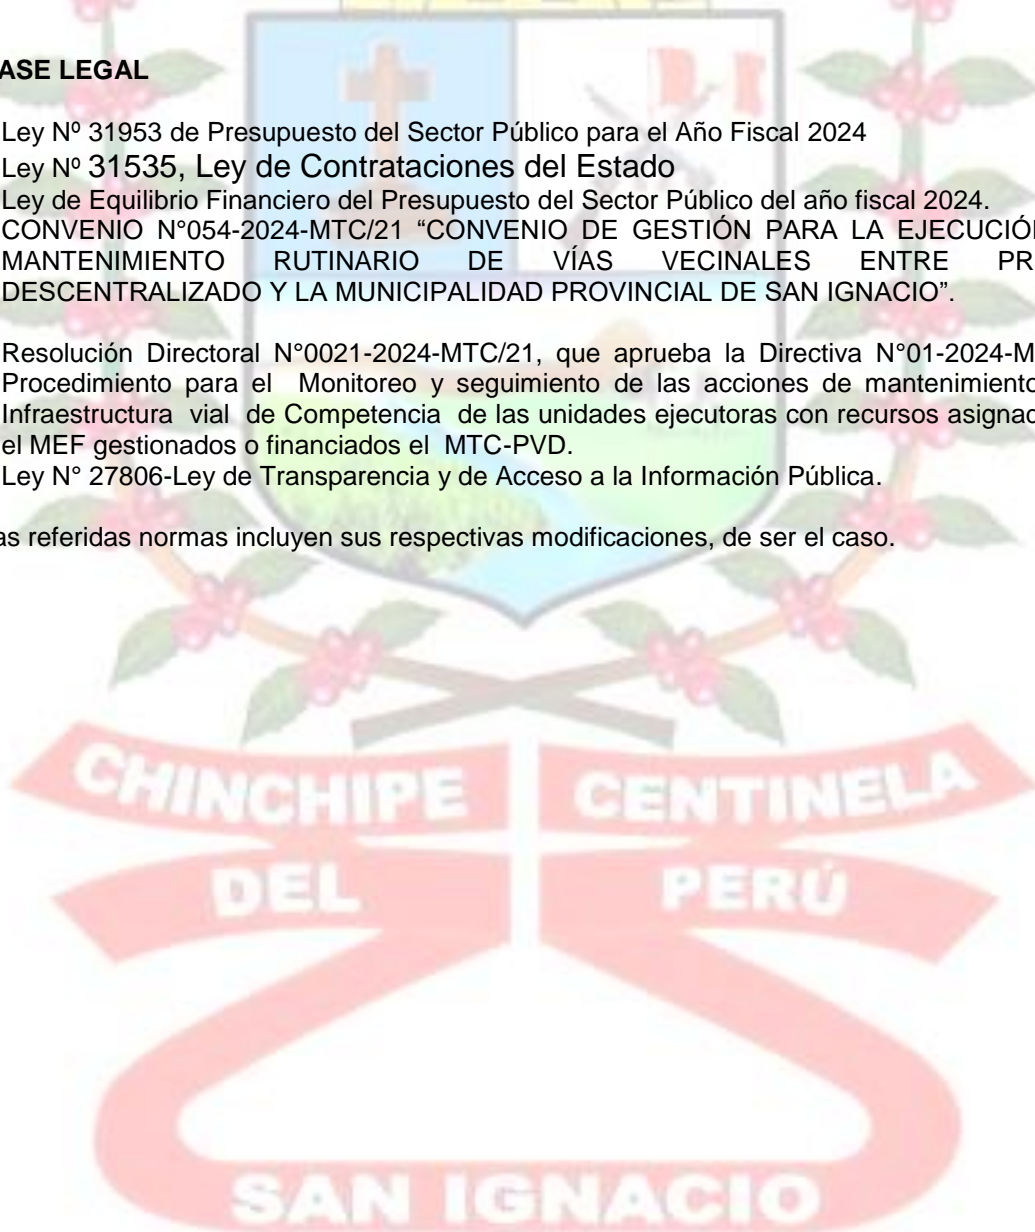 ASE LEGAL
Ley Nº 31953 de Presupuesto del Sector Público para el Año Fiscal 2024
Ley Nº 31535, Ley de Contrataciones del Estado
Ley de Equilibrio Financiero del Presupuesto del Sector Público del año fiscal 2024.
CONVENIO N°054-2024-MTC/21 “CONVENIO DE GESTIÓN PARA LA EJECUCIÓ
MANTENIMIENTO RUTINARIO DE VÍAS VECINALES ENTRE PR
DESCENTRALIZADO Y LA MUNICIPALIDAD PROVINCIAL DE SAN IGNACIO”.
Resolución Directoral N°0021-2024-MTC/21, que aprueba la Directiva N°01-2024-M
Procedimiento para el Monitoreo y seguimiento de las acciones de mantenimiento
Infraestructura vial de Competencia de las unidades ejecutoras con recursos asignac
el MEF gestionados o financiados el MTC-PVD.
Ley N° 27806-Ley de Transparencia y de Acceso a la Información Pública.
as referidas normas incluyen sus respectivas modificaciones, de ser el caso.
CHINCHIPE CENTINELA
DEL PERÚ
SAN IGNACIO